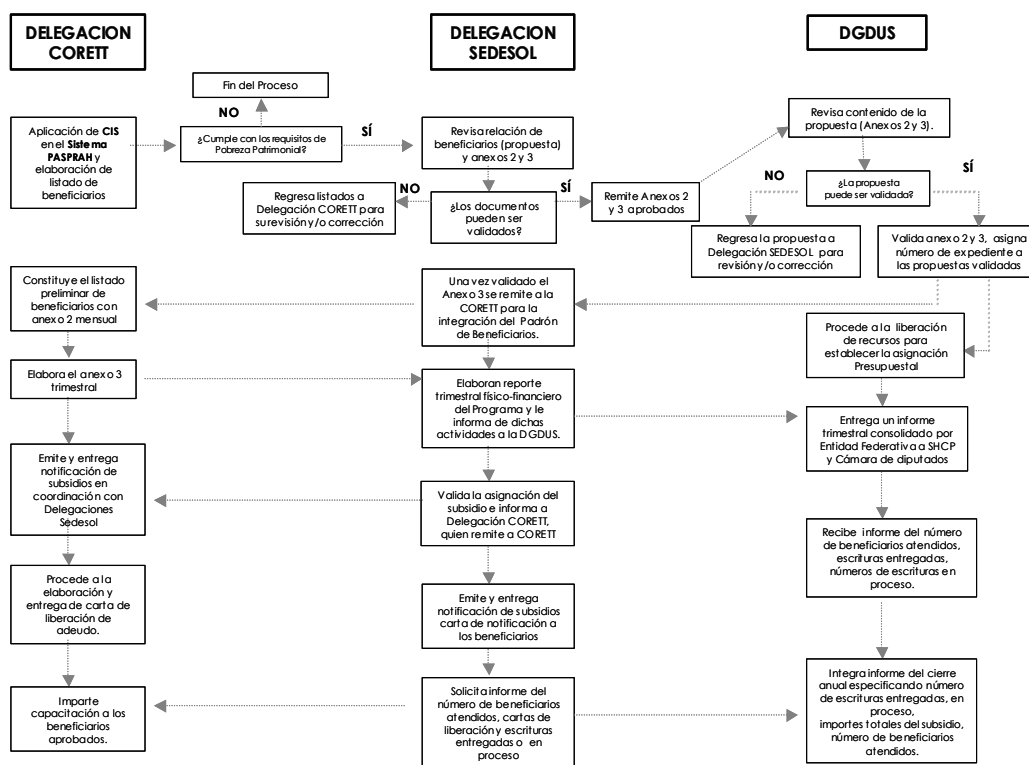 DELEGACION
CORETT
DELEGACION
SEDESOL
DGDUS
Fin del Proceso
NO
Aplicación de CIS
en el Sistema
PASPRAH y
elaboración de
listado de
beneficiarios
¿Cumple con los requisitos de
Pobreza Patrimonial?
SÍ
Revisa relación de
beneficiarios (propuesta)
y anexos 2 y 3
Revisa contenido de la
propuesta (Anexos 2 y 3).
Regresa listados a
Delegación CORETT para
su revisión y/o corrección
NO
¿Los documentos
pueden ser
validados?
SÍ
Remite Anexos 2
y 3 aprobados
NO
¿La propuesta
puede ser validada?
SÍ
Regresa la propuesta a
Delegación SEDESOL para
revisión y/o corrección
Valida anexo 2 y 3, asigna
número de expediente a
las propuestas validadas
Constituye el listado
preliminar de
beneficiarios con
anexo 2 mensual
Una vez validado el
Anexo 3 se remite a la
CORETT para la
integración del Padrón
de Beneficiarios.
Procede a la liberación
de recursos para
establecer la asignación
Presupuestal
Elabora el anexo 3
trimestral
Elaboran reporte
trimestral físico-financiero
del Programa y le
informa de dichas
actividades a la DGDUS.
Entrega un informe
trimestral consolidado por
Entidad Federativa a SHCP
y Cámara de diputados
Emite y entrega
notificación de
subsidios en
coordinación con
Delegaciones
Sedesol
Valida la asignación del
subsidio e informa a
Delegación CORETT,
quien remite a CORETT
Recibe informe del número
de beneficiarios atendidos,
escrituras entregadas,
números de escrituras en
proceso.
Procede a la
elaboración y
entrega de carta de
liberación de
adeudo.
Emite y entrega
notificación de subsidios
carta de notificación a
los beneficiarios
Imparte
capacitación a los
beneficiarios
aprobados.
Solicita informe del
número de beneficiarios
atendidos, cartas de
liberación y escrituras
entregadas o en
proceso
Integra informe del cierre
anual especificando número
de escrituras entregadas, en
proceso,
importes totales del subsidio,
número de beneficiarios
atendidos.